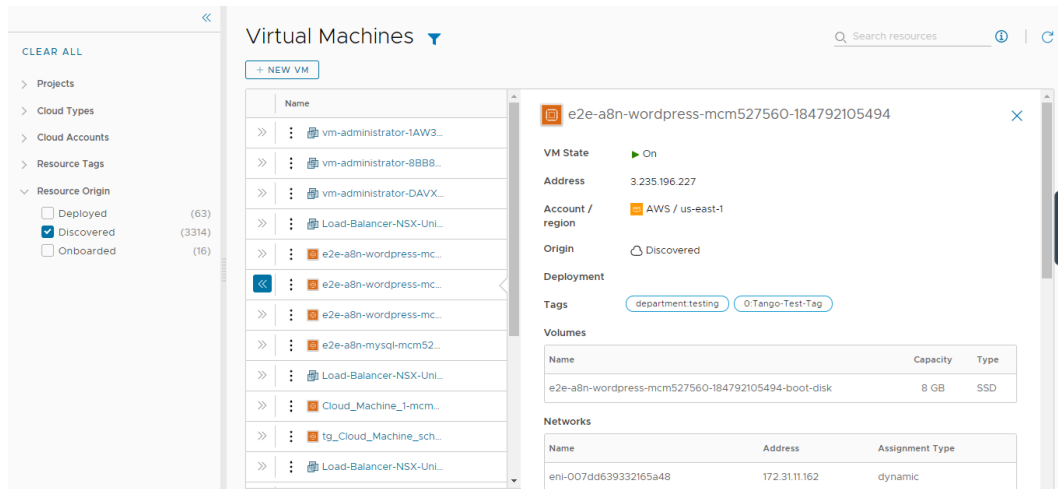 CLEAR ALL
Projects
Cloud Types
Cloud Accounts
Resource Tags
Resource Origin
Deployed (63)
Discovered (3314)
Onboarded (16)
Virtual Machines
Search resources
+ NEW VM
Name
vm-administrator-1AW3...
vm-administrator-8BB8...
vm-administrator-DAVX...
Load-Balancer-NSX-Uni...
e2e-a8n-wordpress-mc...
e2e-a8n-wordpress-mc...
e2e-a8n-wordpress-mc...
e2e-a8n-mysql-mcm52...
Load-Balancer-NSX-Uni...
Cloud_Machine_1-mcm...
tg_Cloud_Machine_sch...
Load-Balancer-NSX-Uni...
e2e-a8n-wordpress-mcm527560-184792105494
VM State On
Address 3.235.196.227
Account / region AWS / us-east-1
Origin Discovered
Deployment
Tags department:testing 0:Tango-Test-Tag
Volumes
Name Capacity Type
e2e-a8n-wordpress-mcm527560-184792105494-boot-disk 8 GB SSD
Networks
Name Address Assignment Type
eni-007dd639332165a48 172.31.11.162 dynamic